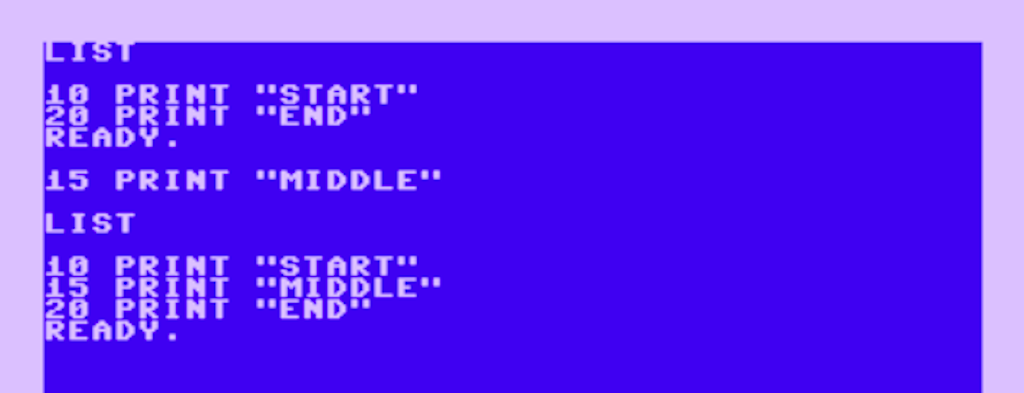 LIST
10 PRINT "START"
20 PRINT "END"
READY.
15 PRINT "MIDDLE"
LIST
10 PRINT "START"
15 PRINT "MIDDLE"
20 PRINT "END"
READY.